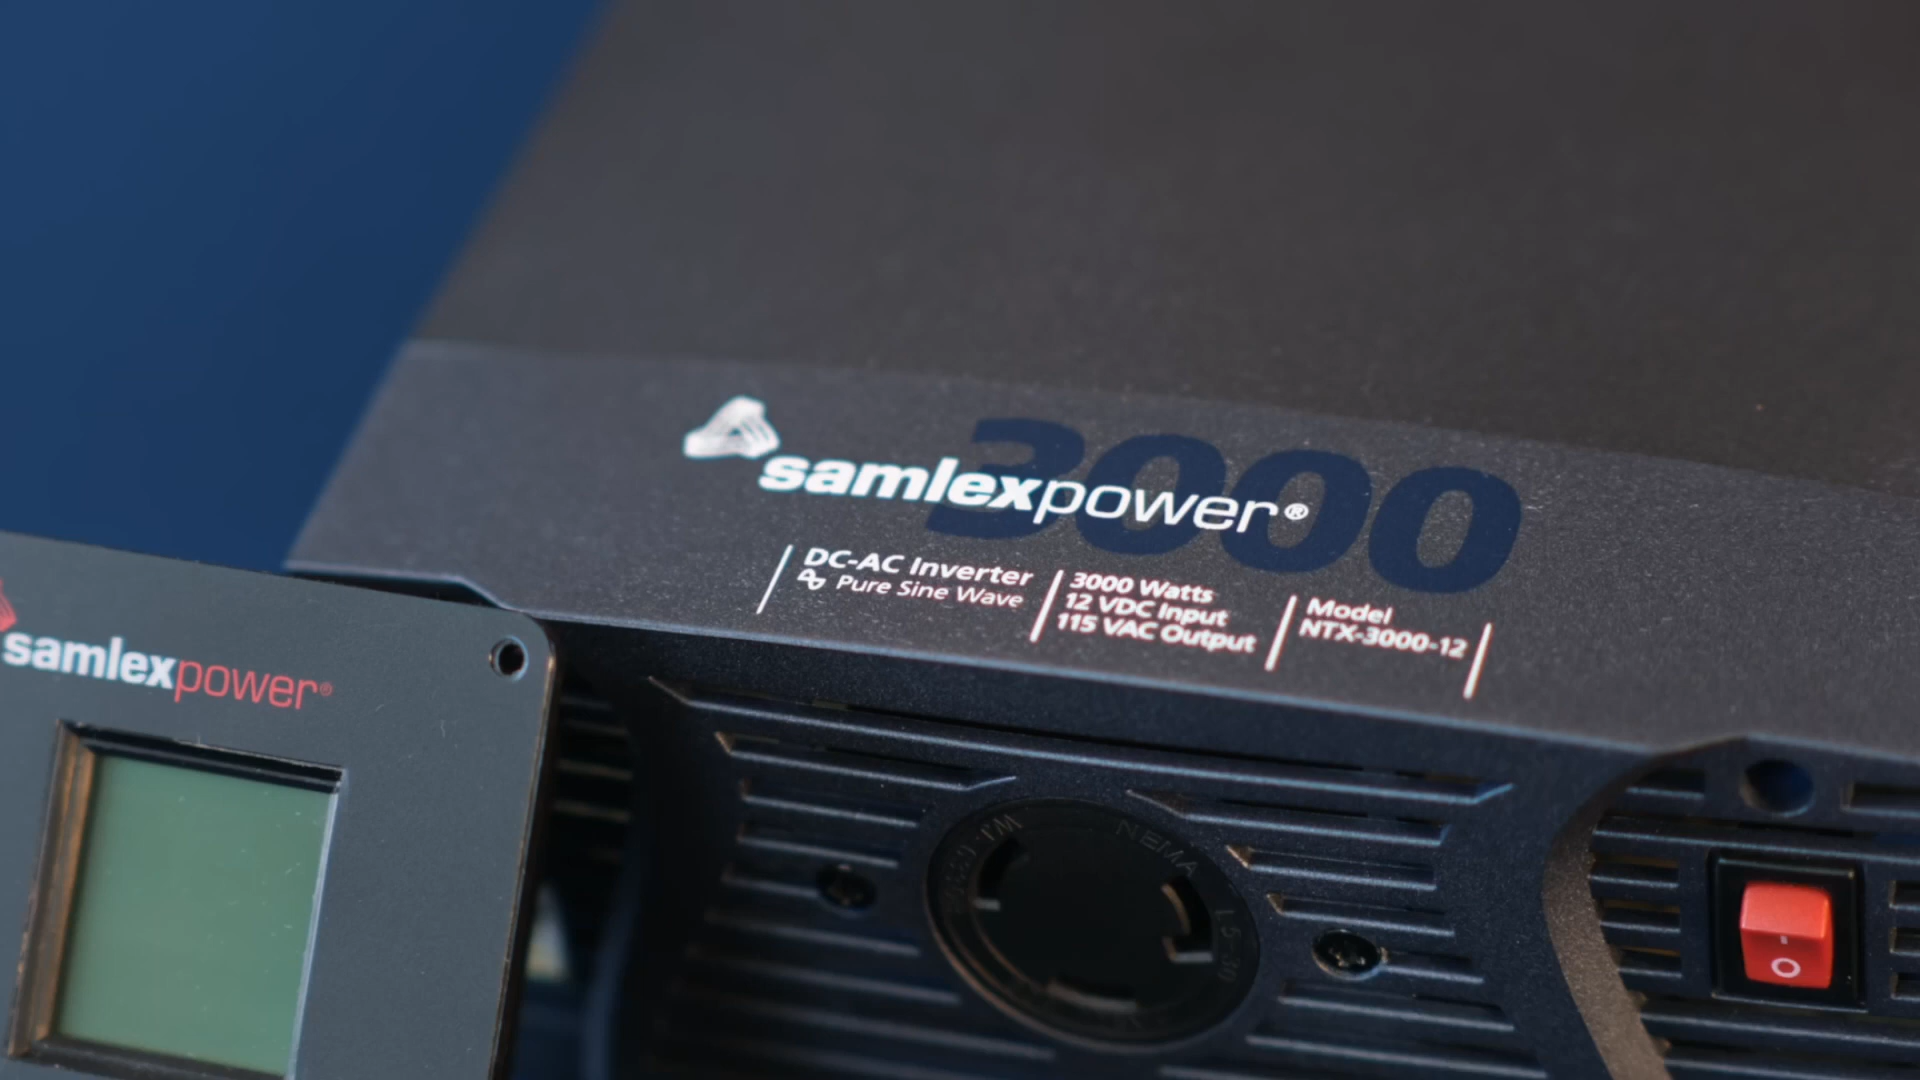 3000
samlexpower®
DC-AC Inverter
Pure Sine Wave
3000 Watts
12 VDC Input
115 VAC Output
Model
NTX-3000-12
samlexpower®
NEMA
L5-30